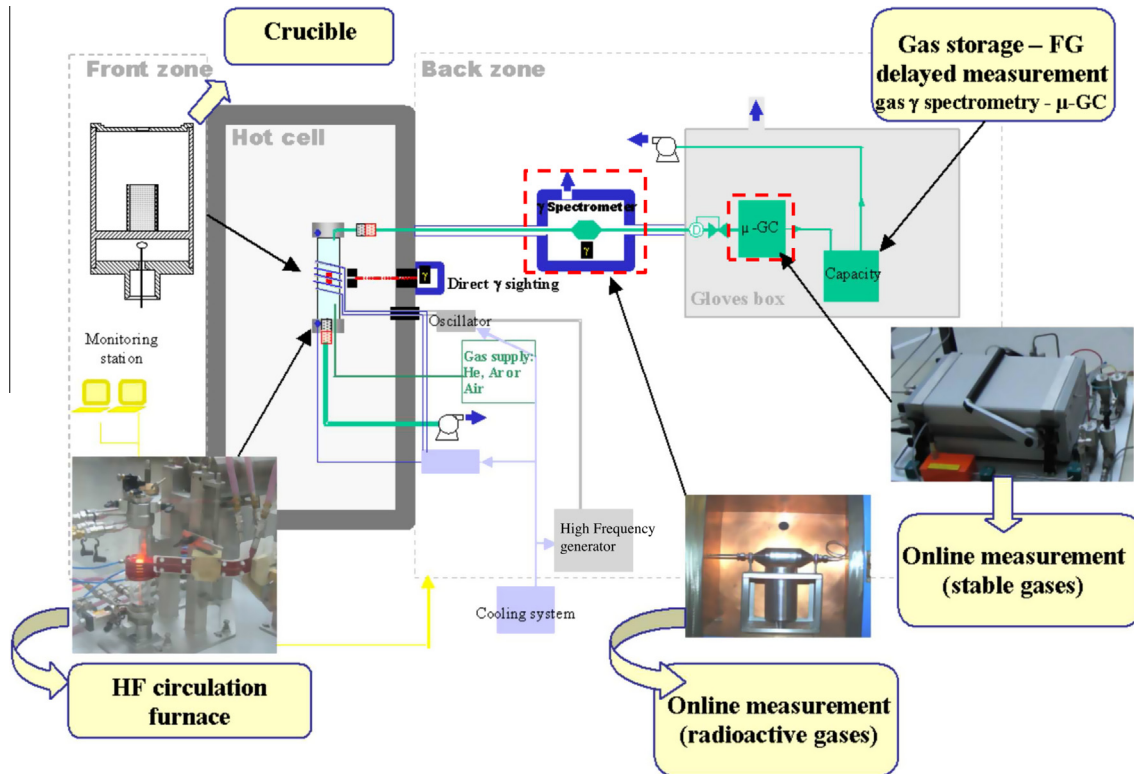 Crucible
Front zone
Back zone
Gas storage – FG
delayed measurement
gas γ spectrometry - μ-GC
Hot cell
γ Spectrometer
γ
D
μ -GC
Capacity
Gloves box
γ
Direct γ sighting
Oscillator
Gas supply:
He, Ar or
Air
Monitoring
station
High Frequency
generator
Cooling system
Online measurement
(stable gases)
HF circulation
furnace
Online measurement
(radioactive gases)